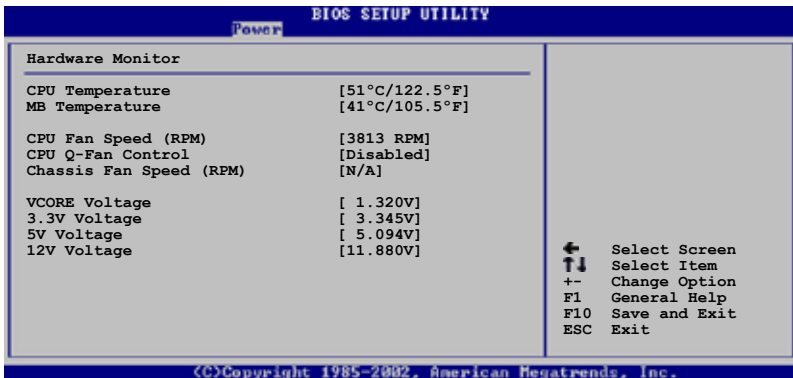 BIOS SETUP UTILITY
Power
Hardware Monitor
CPU Temperature [51°C/122.5°F]
MB Temperature [41°C/105.5°F]
CPU Fan Speed (RPM) [3813 RPM]
CPU Q-Fan Control [Disabled]
Chassis Fan Speed (RPM) [N/A]
VCORE Voltage [ 1.320V]
3.3V Voltage [ 3.345V]
5V Voltage [ 5.094V]
12V Voltage [11.880V]
← Select Screen
↑↓ Select Item
+- Change Option
F1 General Help
F10 Save and Exit
ESC Exit
(C)Copyright 1985-2002, American Megatrends, Inc.